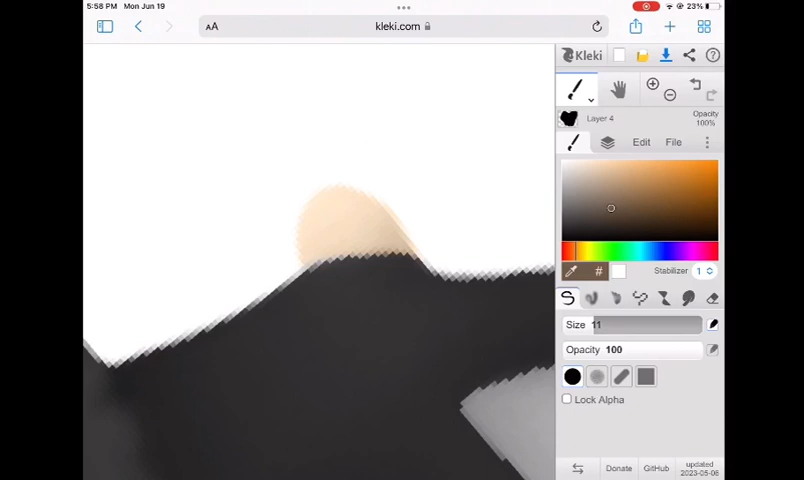 5:58 PM Mon Jun 19
23%
AA kleki.com
Kleki
Layer 4
Opacity
100%
Edit File
#
Stabilizer 1
Size 11
Opacity 100
Lock Alpha
Donate GitHub
updated
2023-05-06